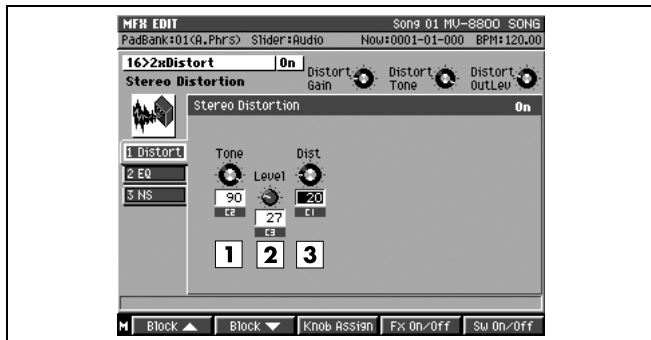 MFX EDIT Song 01 MV-8800 SONG
PadBank:01(A.Phrs) Slider:Audio Now:0001-01-000 BPM:120.00
16>2xDistort On
Stereo Distortion
Distort Gain
Distort Tone
Distort OutLev
Stereo Distortion On
1 Distort
2 EQ
3 NS
Tone Level Dist
90 27 20
C2 C3 C1
1 2 3
M Block ▲ Block ▼ Knob Assign Fx On/Off Sw On/Off